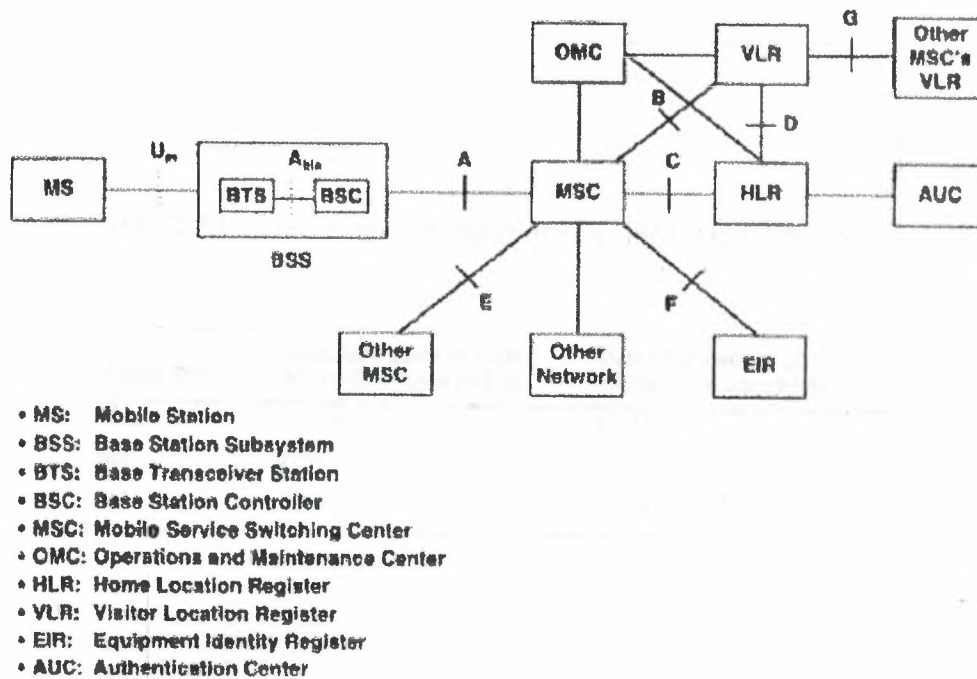 G
OMC
VLR
Other
MSC's
VLR
B
D
Um
Abis
A
C
MS
BTS
BSC
MSC
HLR
AUC
BSS
E
F
Other
MSC
Other
Network
EIR
• MS: Mobile Station
• BSS: Base Station Subsystem
• BTS: Base Transceiver Station
• BSC: Base Station Controller
• MSC: Mobile Service Switching Center
• OMC: Operations and Maintenance Center
• HLR: Home Location Register
• VLR: Visitor Location Register
• EIR: Equipment Identity Register
• AUC: Authentication Center